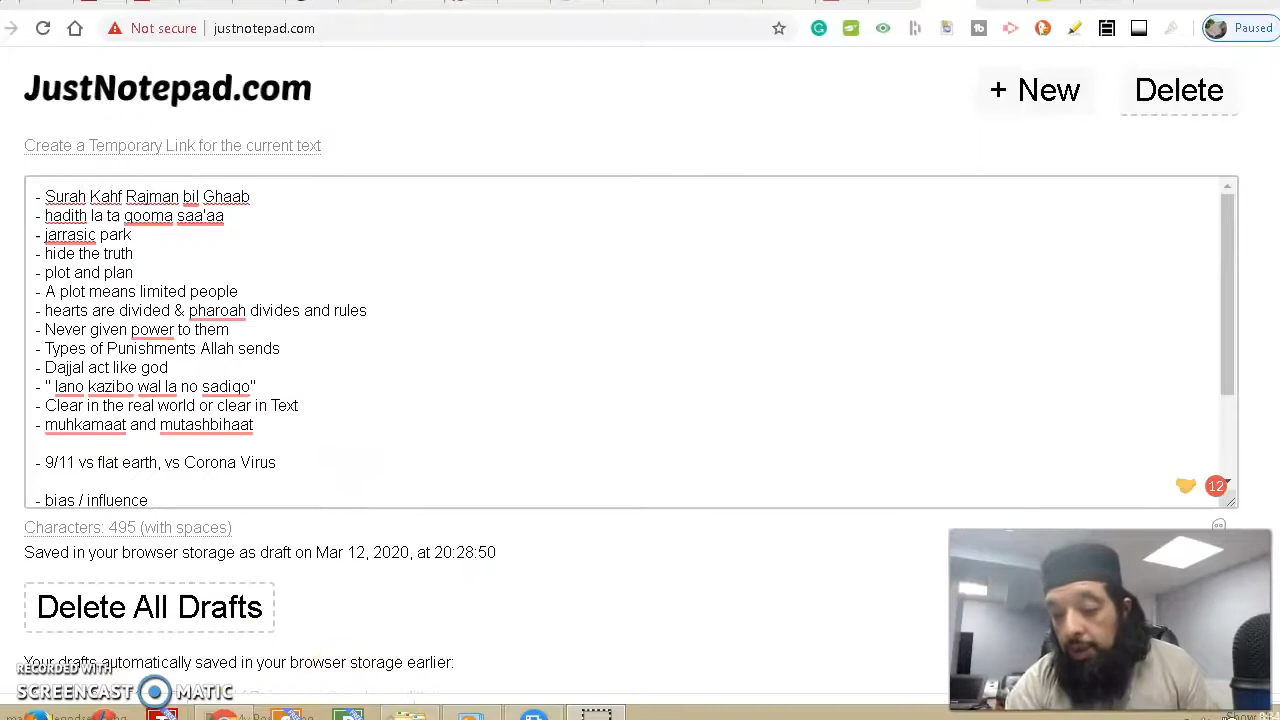 Not secure
justnotepad.com
Paused
JustNotepad.com
+ New
Delete
Create a Temporary Link for the current text
- Surah Kahf Rajman bil Ghaab
- hadith la ta qooma saa'aa
- jarrasic park
- hide the truth
- plot and plan
- A plot means limited people
- hearts are divided & pharoah divides and rules
- Never given power to them
- Types of Punishments Allah sends
- Dajjal act like god
- " lano kazibo wal la no sadiqo"
- Clear in the real world or clear in Text
- muhkamaat and mutashbihaat
- 9/11 vs flat earth, vs Corona Virus
- bias / influence
12
Characters: 495 (with spaces)
Saved in your browser storage as draft on Mar 12, 2020, at 20:28:50
Delete All Drafts
Your drafts automatically saved in your browser storage earlier:
RECORDED WITH
SCREENCAST MATIC